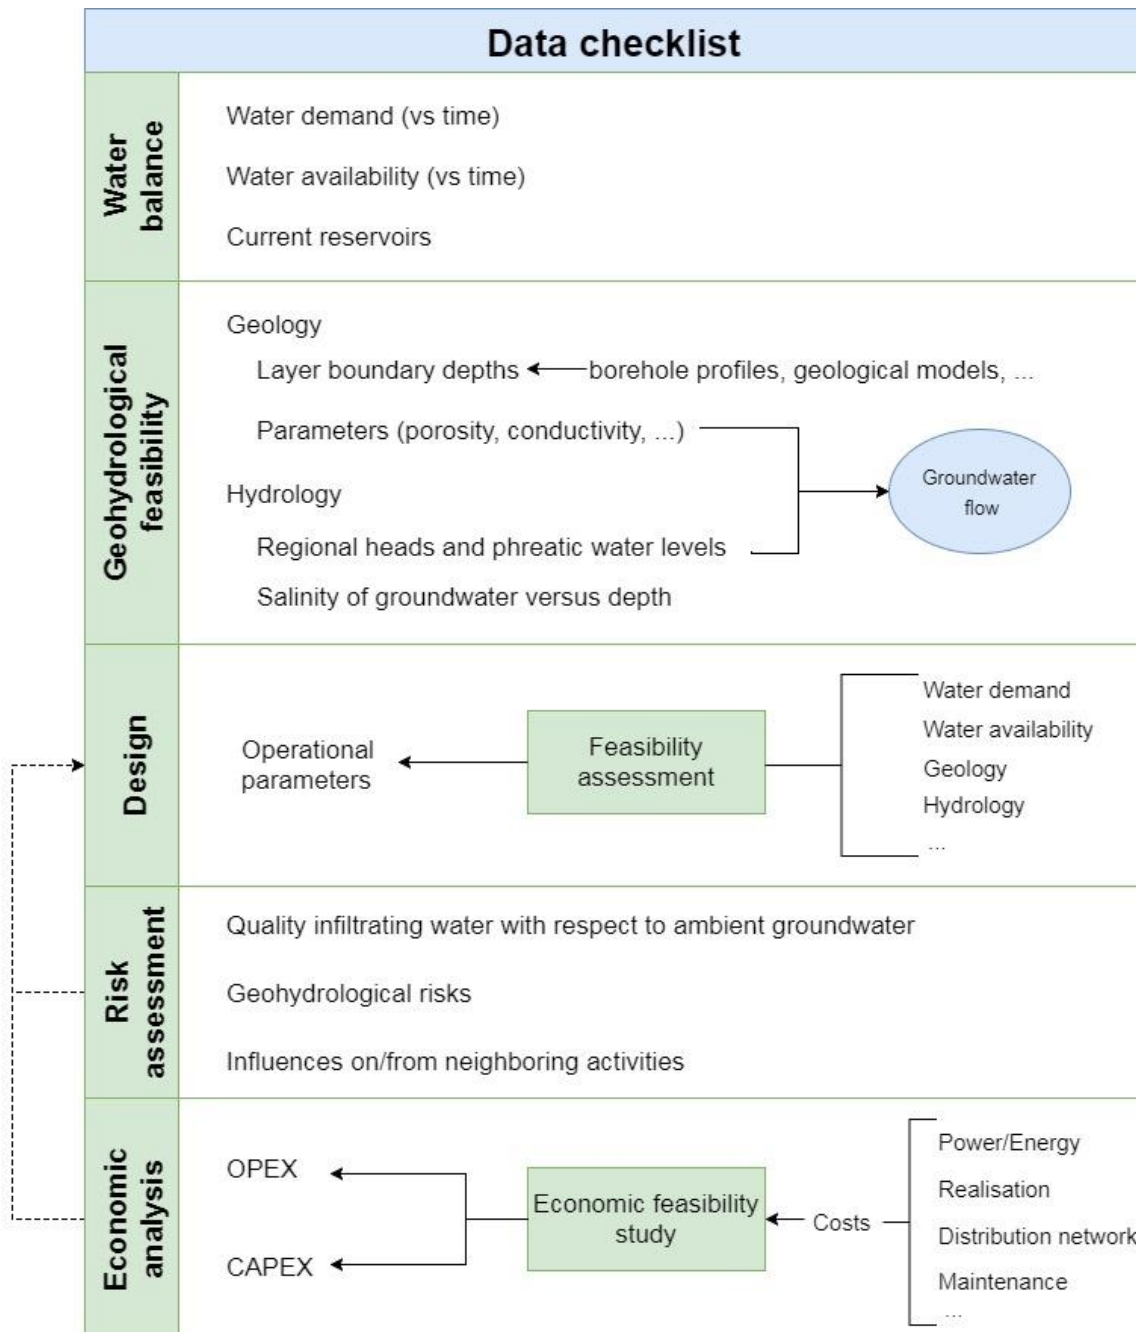 Data checklist
Water
balance
Water demand (vs time)
Water availability (vs time)
Current reservoirs
Geohydrological
feasibility
Geology
Layer boundary depths
borehole profiles, geological models, ...
Parameters (porosity, conductivity, ...)
Hydrology
Regional heads and phreatic water levels
Salinity of groundwater versus depth
Groundwater
flow
Design
Operational
parameters
Feasibility
assessment
Water demand
Water availability
Geology
Hydrology
...
Risk
assessment
Quality infiltrating water with respect to ambient groundwater
Geohydrological risks
Influences on/from neighboring activities
Economic
analysis
OPEX
CAPEX
Economic feasibility
study
Costs
Power/Energy
Realisation
Distribution network
Maintenance
...